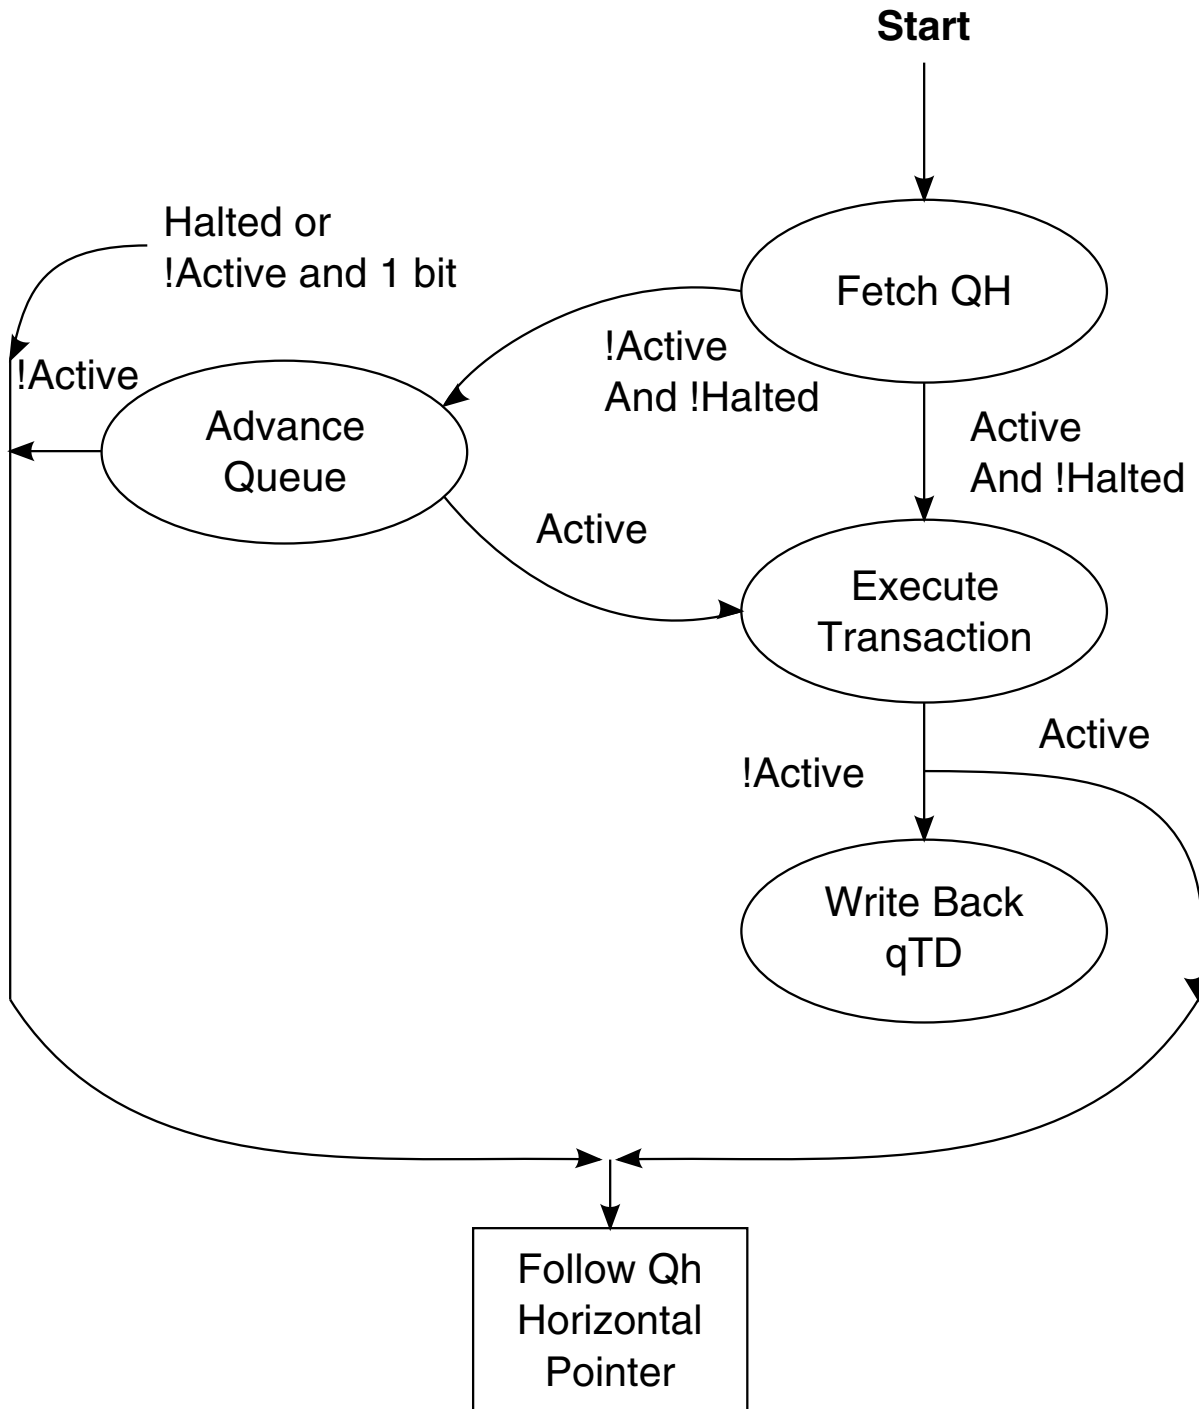 Start
Halted or
!Active and 1 bit
Fetch QH
!Active
And !Halted
!Active
Advance
Queue
Active
And !Halted
Active
Execute
Transaction
Active
!Active
Write Back
qTD
Follow Qh
Horizontal
Pointer